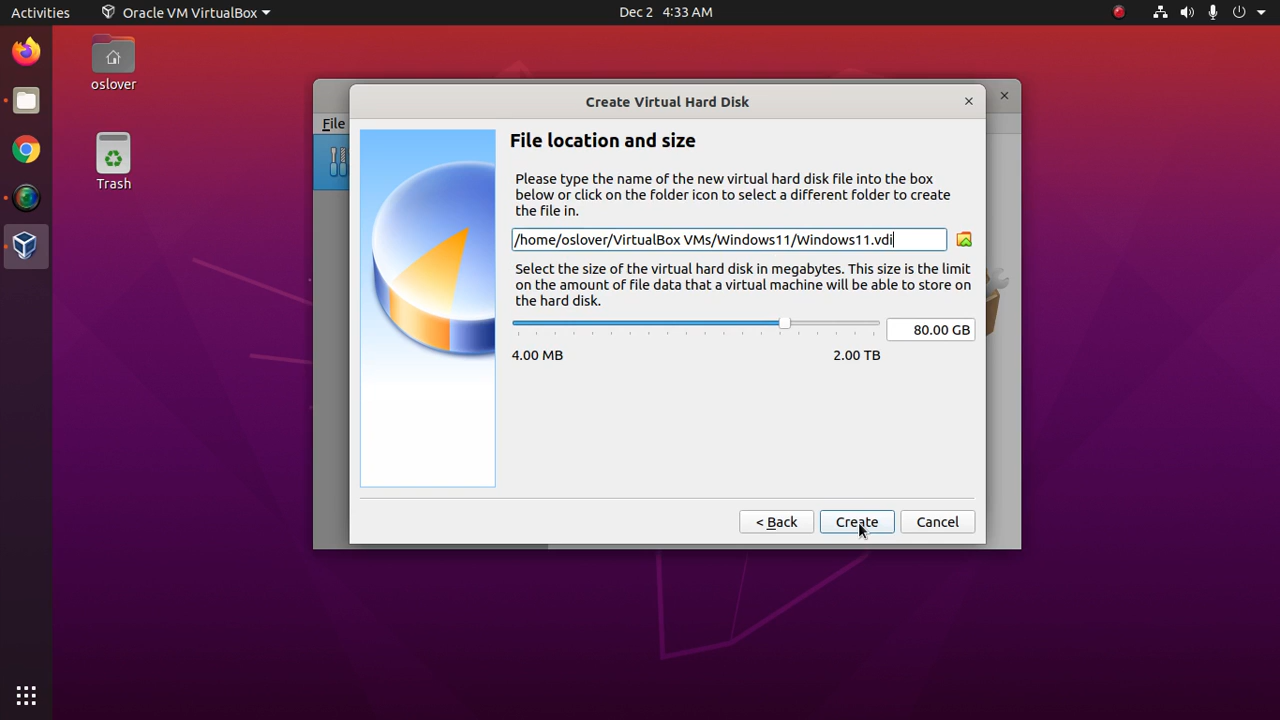 Activities
Oracle VM VirtualBox
Dec 2 4:33 AM
oslover
Trash
File
Create Virtual Hard Disk
File location and size
Please type the name of the new virtual hard disk file into the box
below or click on the folder icon to select a different folder to create
the file in.
/home/oslover/VirtualBox VMs/Windows11/Windows11.vdi
Select the size of the virtual hard disk in megabytes. This size is the limit
on the amount of file data that a virtual machine will be able to store on
the hard disk.
80.00 GB
4.00 MB
2.00 TB
< Back
Create
Cancel